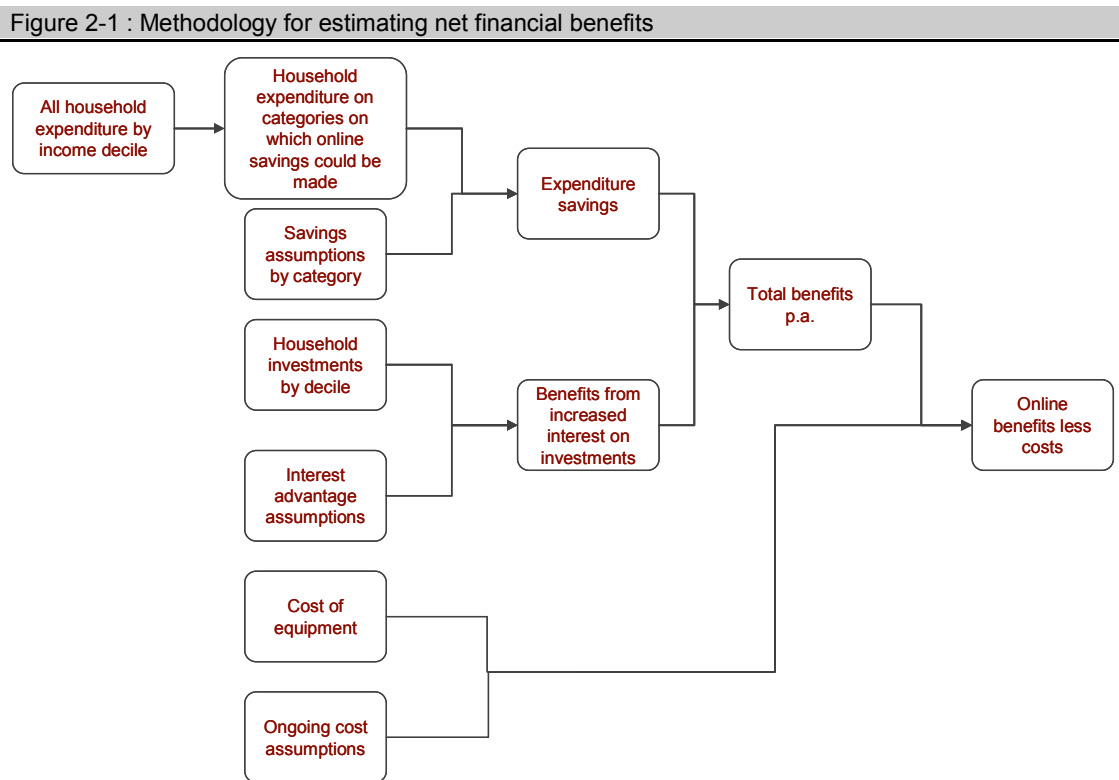 Figure 2-1 : Methodology for estimating net financial benefits
All household
expenditure by
income decile
Household
expenditure on
categories on
which online
savings could be
made
Savings
assumptions
by category
Expenditure
savings
Household
investments
by decile
Interest
advantage
assumptions
Benefits from
increased
interest on
investments
Total benefits
p.a.
Cost of
equipment
Ongoing cost
assumptions
Online
benefits less
costs